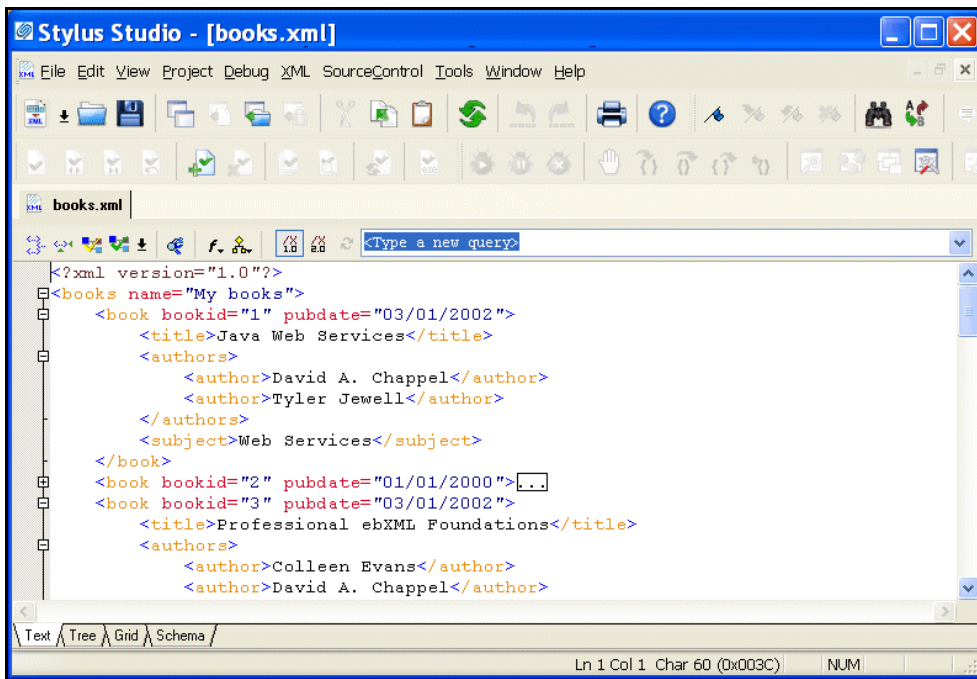 Stylus Studio - [books.xml]
File Edit View Project Debug XML SourceControl Tools Window Help
books.xml
1.0 2.0 <Type a new query>
<?xml version="1.0"?>
<books name="My books">
<book bookid="1" pubdate="03/01/2002">
<title>Java Web Services</title>
<authors>
<author>David A. Chappel</author>
<author>Tyler Jewell</author>
</authors>
<subject>Web Services</subject>
</book>
<book bookid="2" pubdate="01/01/2000">...
<book bookid="3" pubdate="03/01/2002">
<title>Professional ebXML Foundations</title>
<authors>
<author>Colleen Evans</author>
<author>David A. Chappel</author>
Text Tree Grid Schema
Ln 1 Col 1 Char 60 (0x003C) NUM